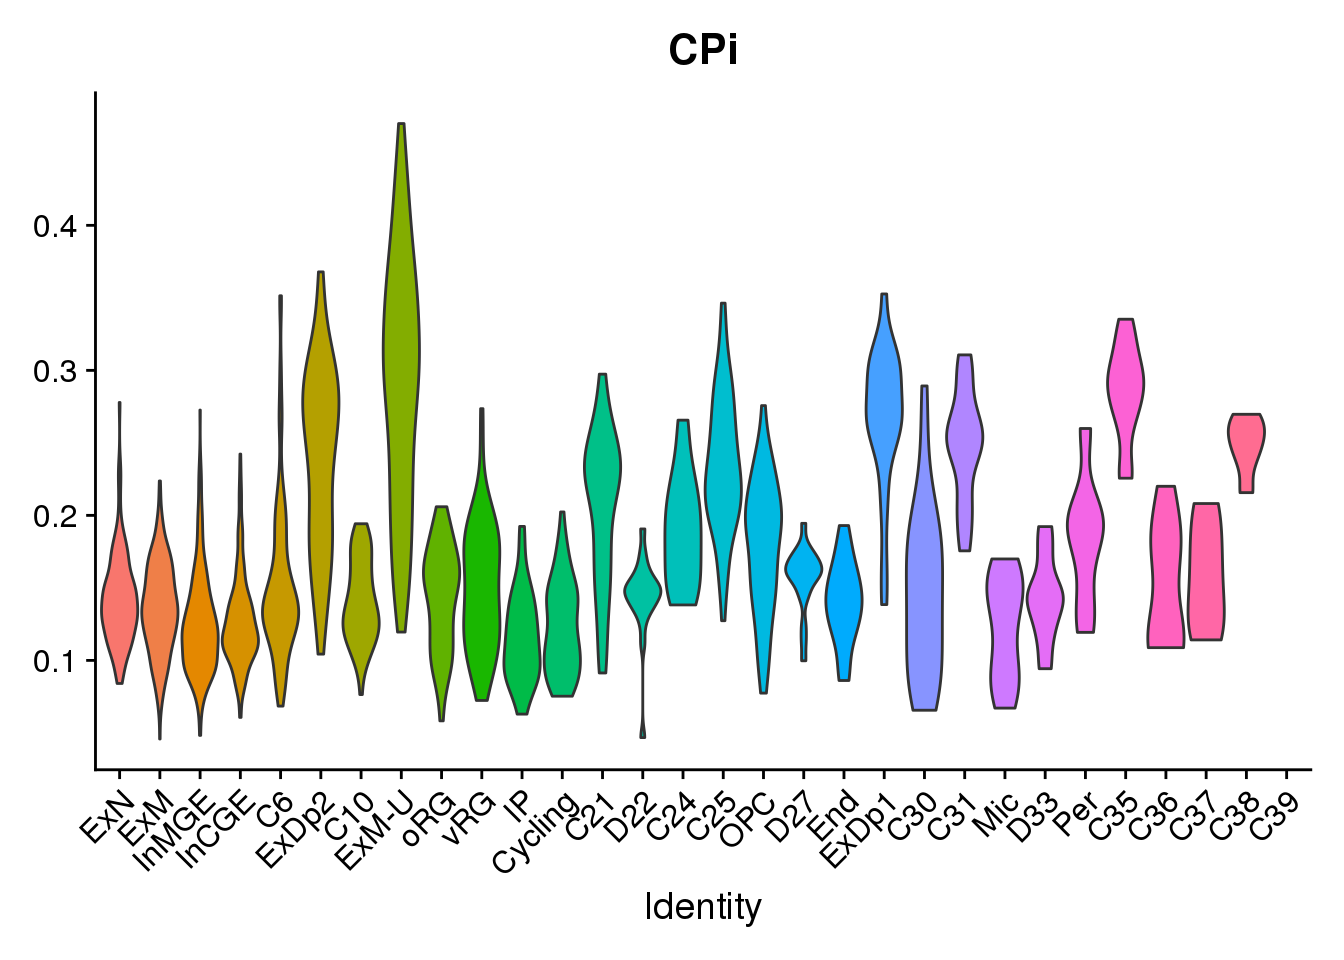 CPi
0.4
0.3
0.2
0.1
ExN
ExM
InMGE
InCGE
C6
ExDp2
C10
ExM-U
oRG
vRG
IP
Cycling
C21
D22
C24
C25
OPC
D27
End
ExDp1
C30
C31
Mic
D33
Per
C35
C36
C37
C38
C39
Identity